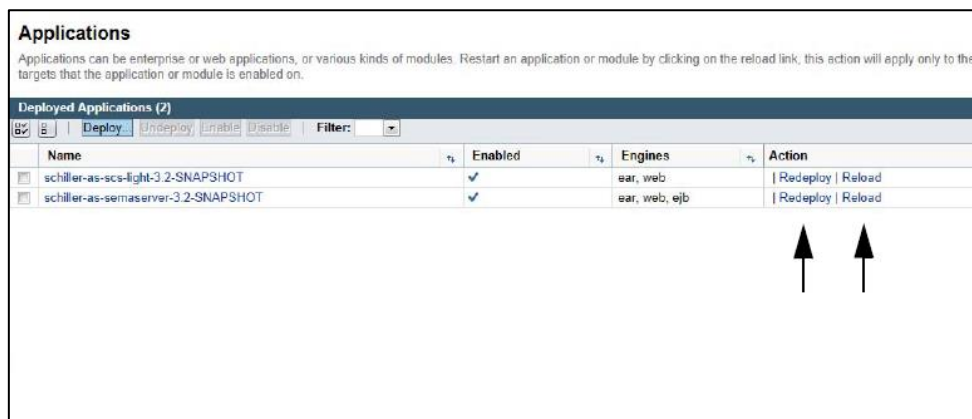 Applications
Applications can be enterprise or web applications, or various kinds of modules. Restart an application or module by clicking on the reload link, this action will apply only to the
targets that the application or module is enabled on.
Deployed Applications (2)
Deploy... Undeploy Enable Disable Filter:
Name Enabled Engines Action
schiller-as-scs-light-3.2-SNAPSHOT ear, web | Redeploy | Reload
schiller-as-semaserver-3.2-SNAPSHOT ear, web, ejb | Redeploy | Reload